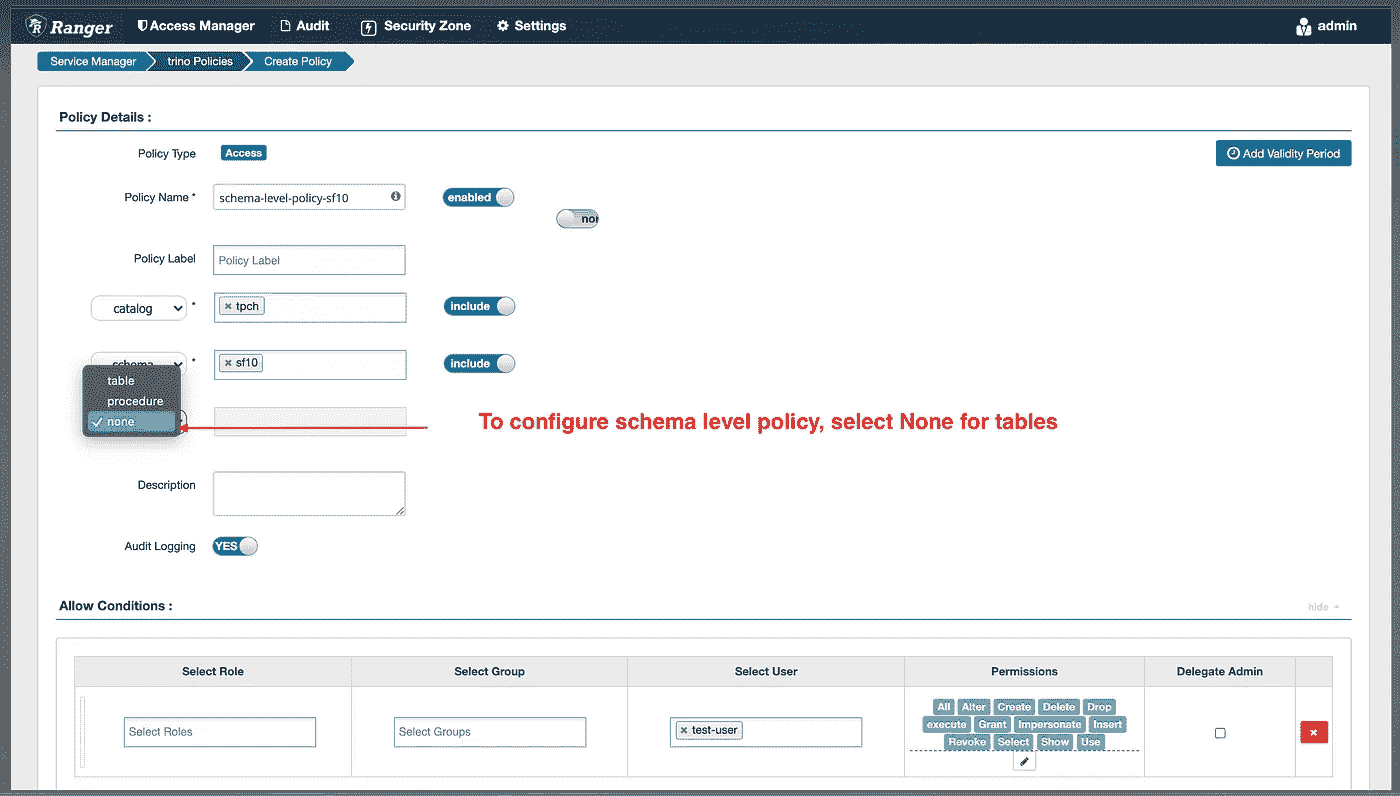 Ranger Access Manager Audit Security Zone Settings admin
Service Manager trino Policies Create Policy
Policy Details :
Policy Type Access Add Validity Period
Policy Name * schema-level-policy-sf10 enabled
Policy Label Policy Label
catalog * × tpch include
schema * × sf10 include
table
procedure
✓ none
To configure schema level policy, select None for tables
Description
Audit Logging YES
Allow Conditions :
hide
Select Role Select Group Select User Permissions Delegate Admin
Select Roles Select Groups × test-user
All Alter Create Delete Drop
execute Grant Impersonate Insert
Revoke Select Show Use